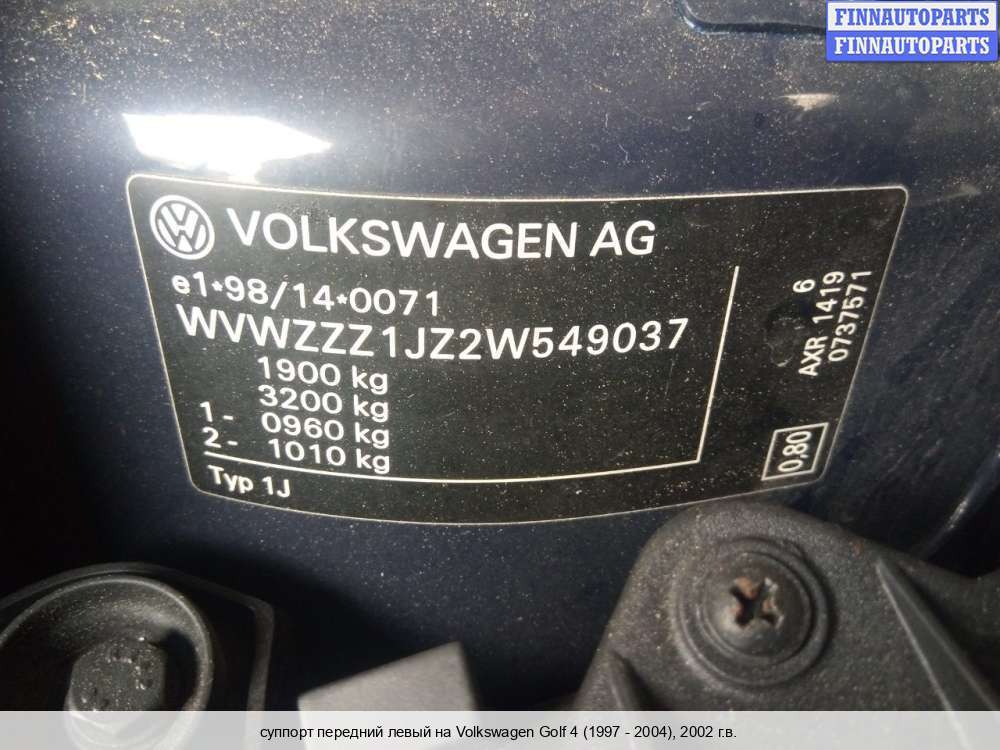 FINNAUTOPARTS
FINNAUTOPARTS
VOLKSWAGEN AG
e1*98/14*0071
WVWZZZ1JZ2W549037
1900 kg
3200 kg
1- 0960 kg
2- 1010 kg
Typ 1J
6
AXR 1419
0737571
0,80
суппорт передний левый на Volkswagen Golf 4 (1997 - 2004), 2002 г.в.